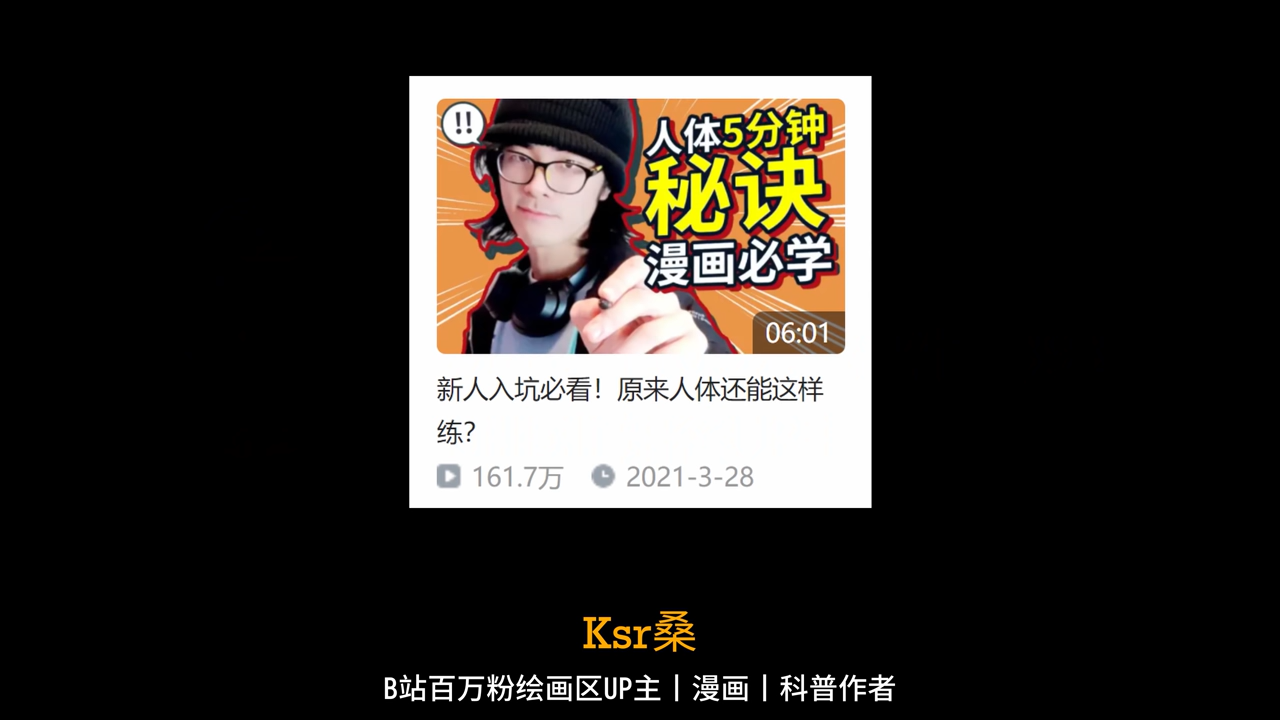 !!
人体5分钟
秘诀
漫画必学
06:01
新人入坑必看！原来人体还能这样
练？
161.7万 2021-3-28
Ksr桑
B站百万粉绘画区UP主丨漫画丨科普作者